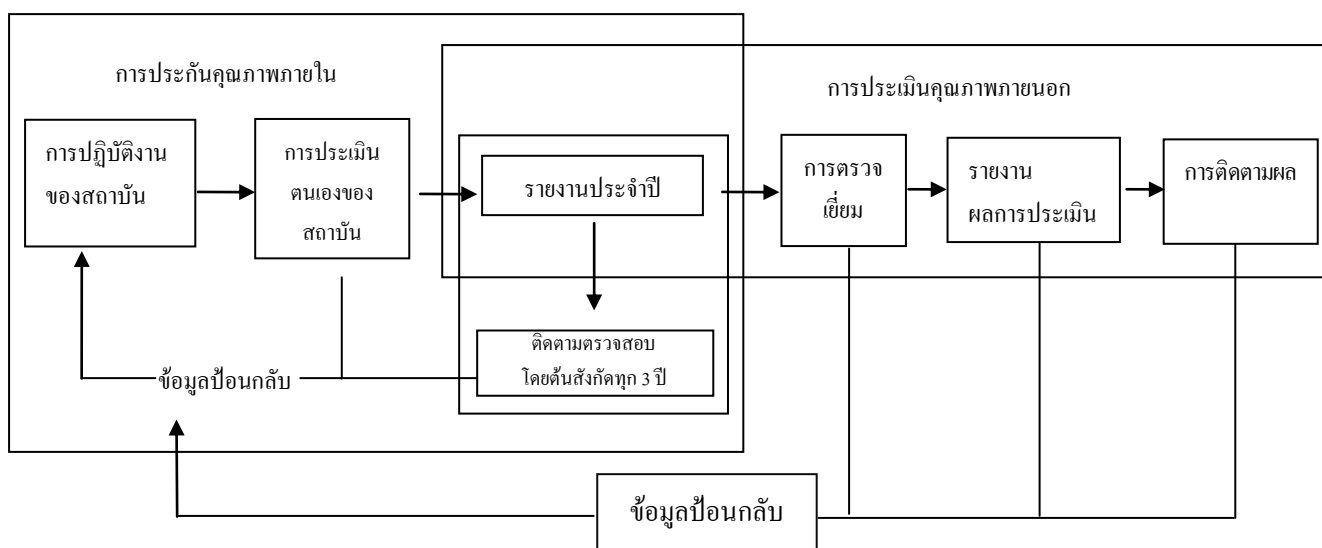 การประกันคุณภาพภายใน
การประเมินคุณภาพภายนอก
การปฏิบัติงาน
ของสถาบัน
การประเมิน
ตนเองของ
สถาบัน
รายงานประจำปี
การตรวจ
เยี่ยม
รายงาน
ผลการประเมิน
การติดตามผล
ติดตามตรวจสอบ
โดยต้นสังกัดทุก 3 ปี
ข้อมูลป้อนกลับ
ข้อมูลป้อนกลับ